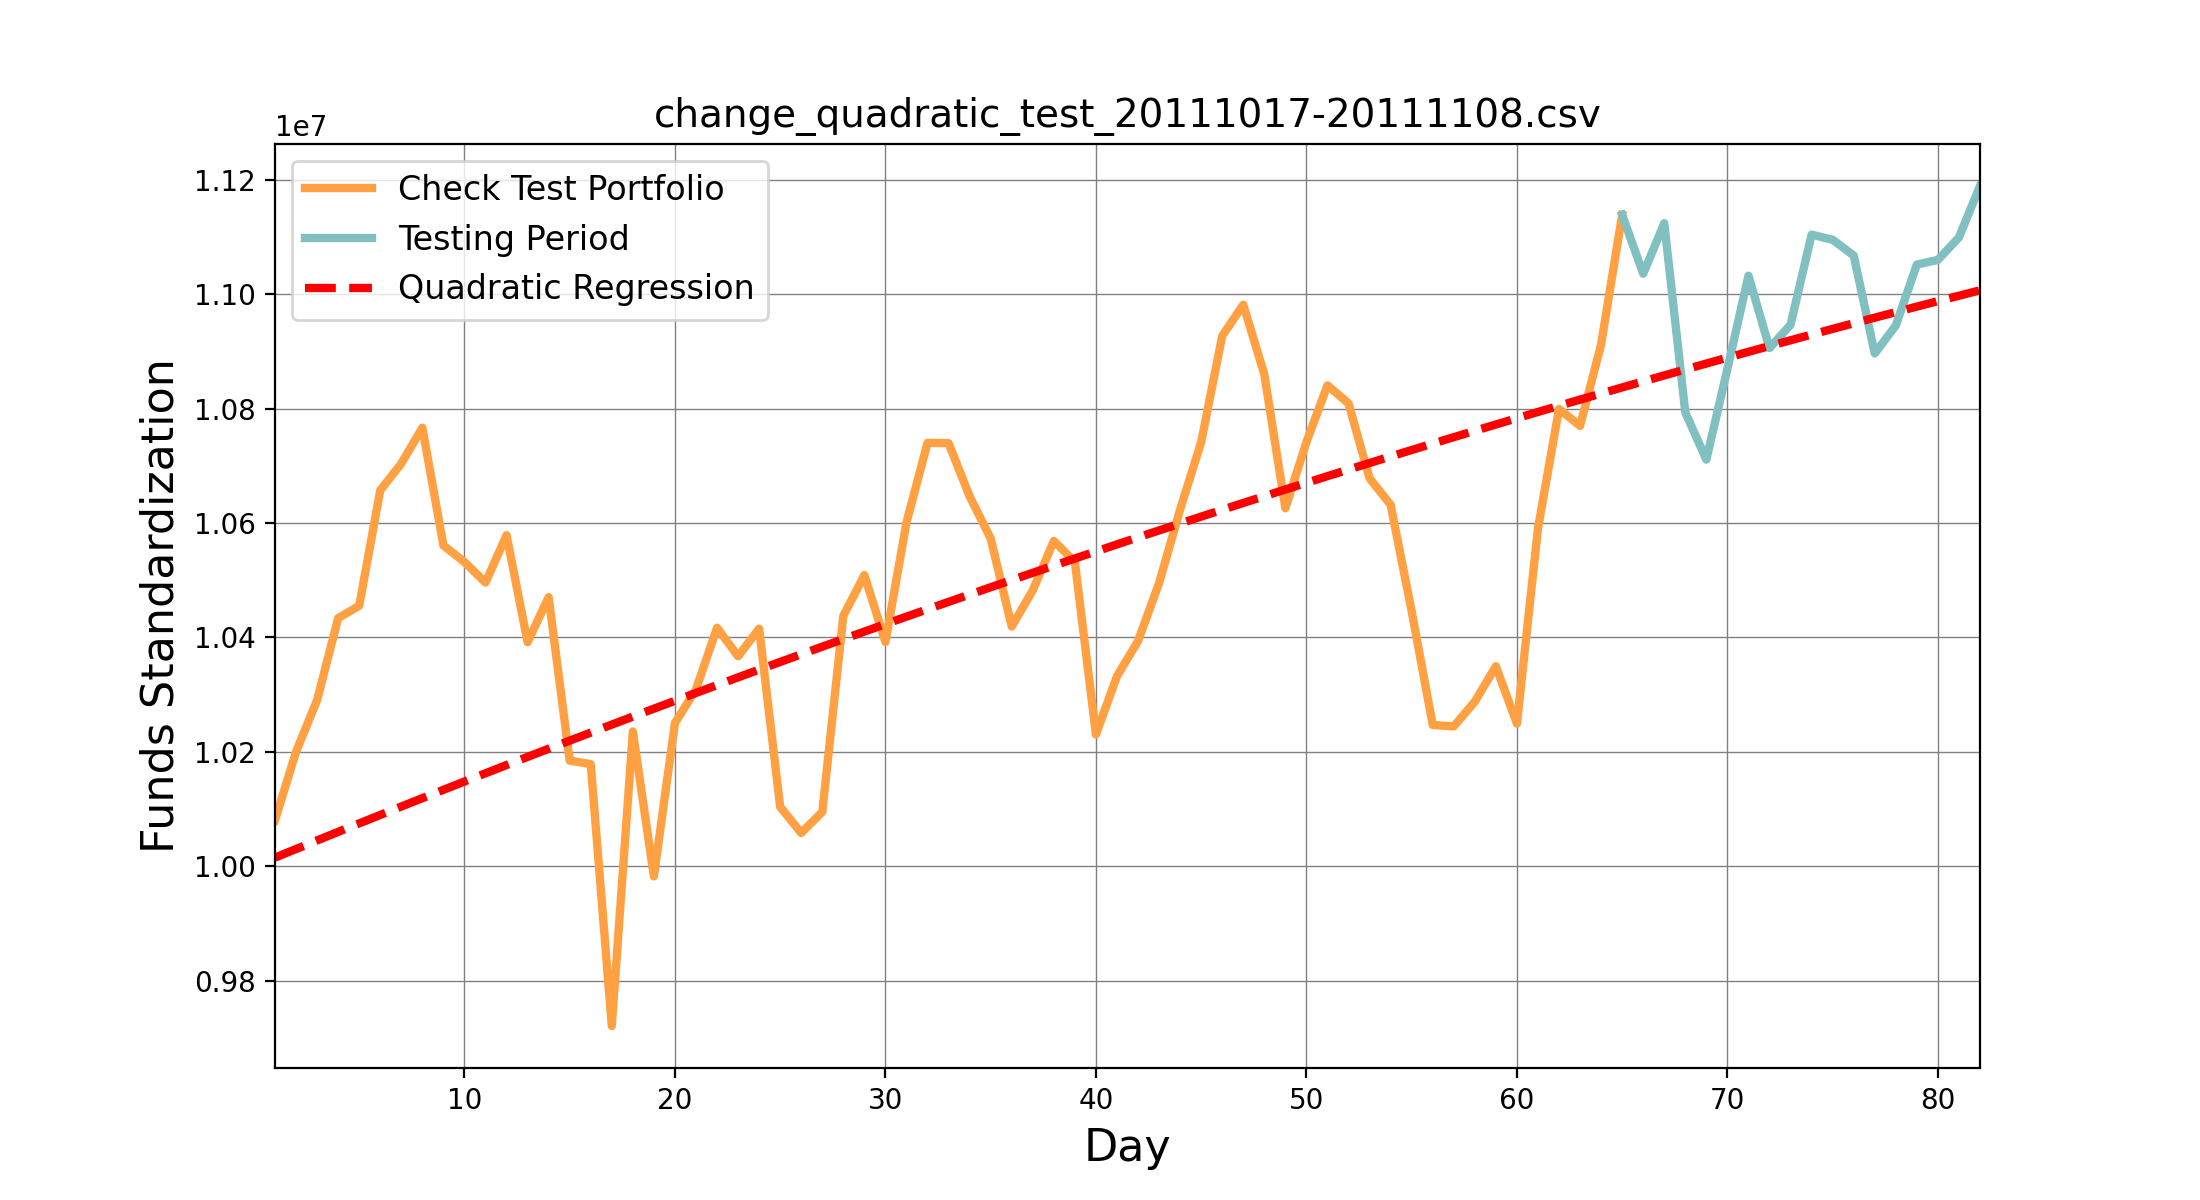 change_quadratic_test_20111017-20111108.csv
1e7
Check Test Portfolio
Testing Period
Quadratic Regression
Funds Standardization
1.12
1.10
1.08
1.06
1.04
1.02
1.00
0.98
10 20 30 40 50 60 70 80
Day